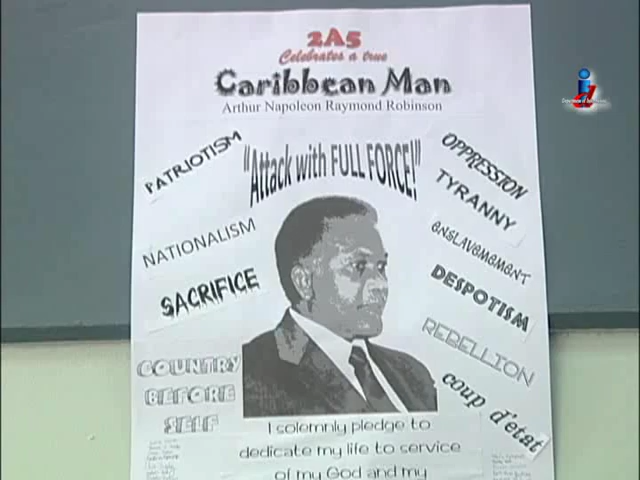 2A5
Celebrates a true
Caribbean Man
Arthur Napoleon Raymond Robinson
"Attack with FULL FORCE!"
PATRIOTISM
NATIONALISM
SACRIFICE
COUNTRY
BEFORE
SELF
OPPRESSION
TYRANNY
ENSLAVEMEMENT
DESPOTISM
REBELLION
coup d'etat
I solemnly pledge to
dedicate my life to service
of my God and my